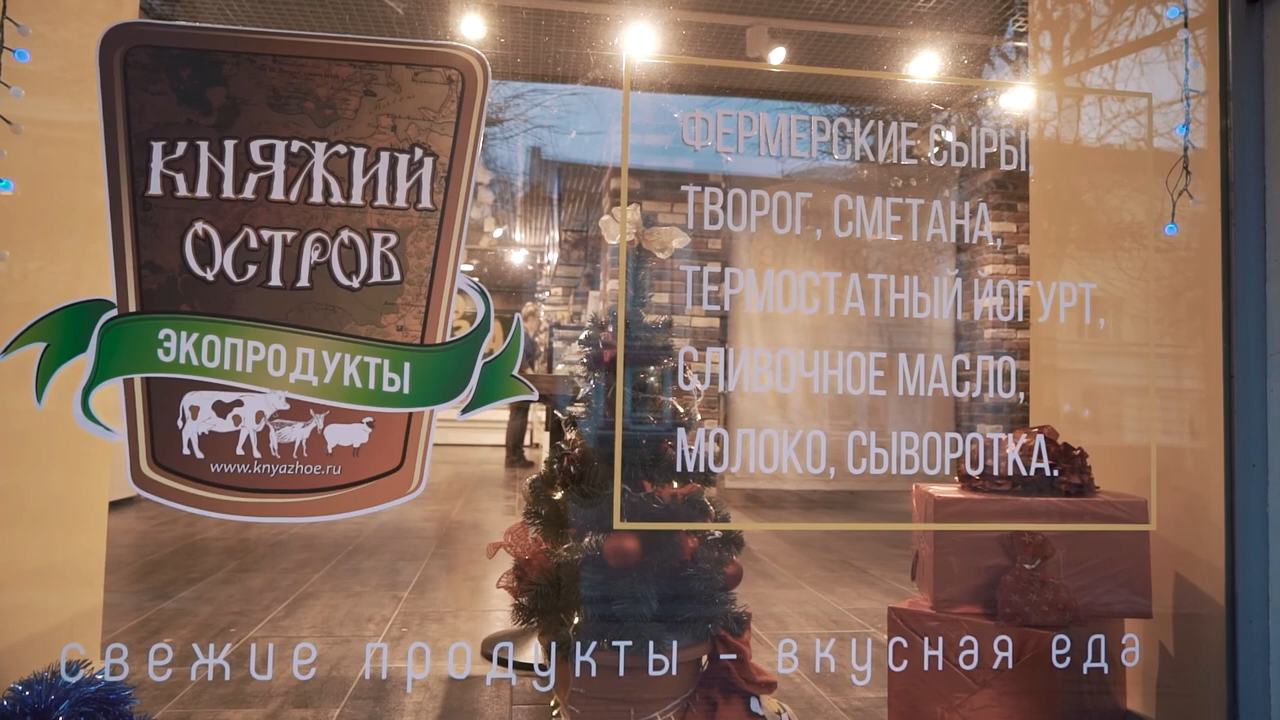 КНЯЖИЙ
ОСТРОВ
ЭКОПРОДУКТЫ
www.knyazhoe.ru
ФЕРМЕРСКИЕ СЫРЫ,
ТВОРОГ, СМЕТАНА,
ТЕРМОСТАТНЫЙ ЙОГУРТ,
СЛИВОЧНОЕ МАСЛО,
МОЛОКО, СЫВОРОТКА.
свежие продукты - вкусная еда